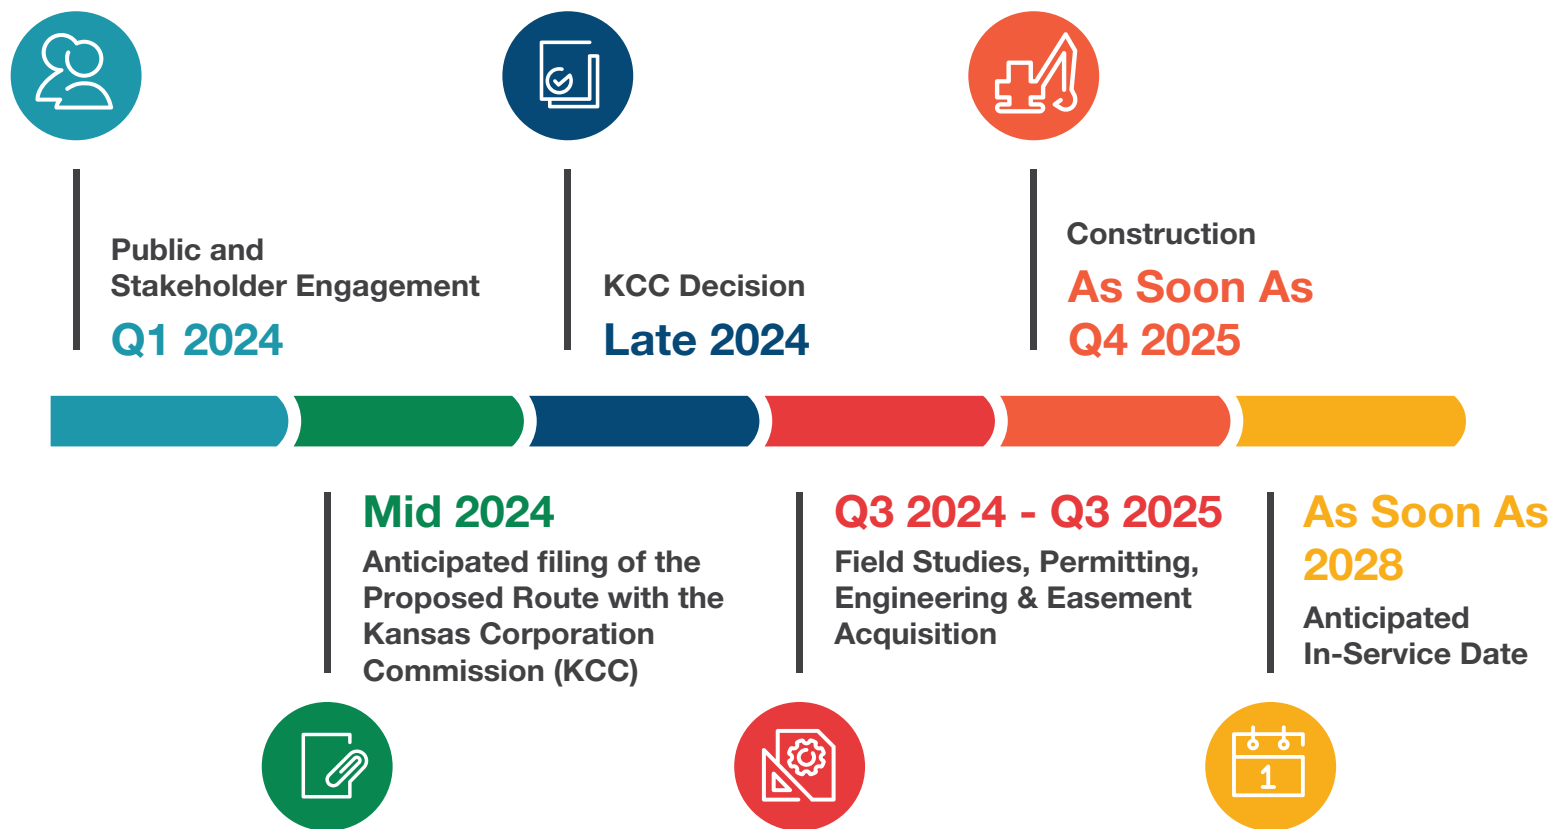 Public and
Stakeholder Engagement
Q1 2024
Mid 2024
Anticipated filing of the
Proposed Route with the
Kansas Corporation
Commission (KCC)
KCC Decision
Late 2024
Q3 2024 - Q3 2025
Field Studies, Permitting,
Engineering & Easement
Acquisition
Construction
As Soon As
Q4 2025
As Soon As
2028
Anticipated
In-Service Date
1